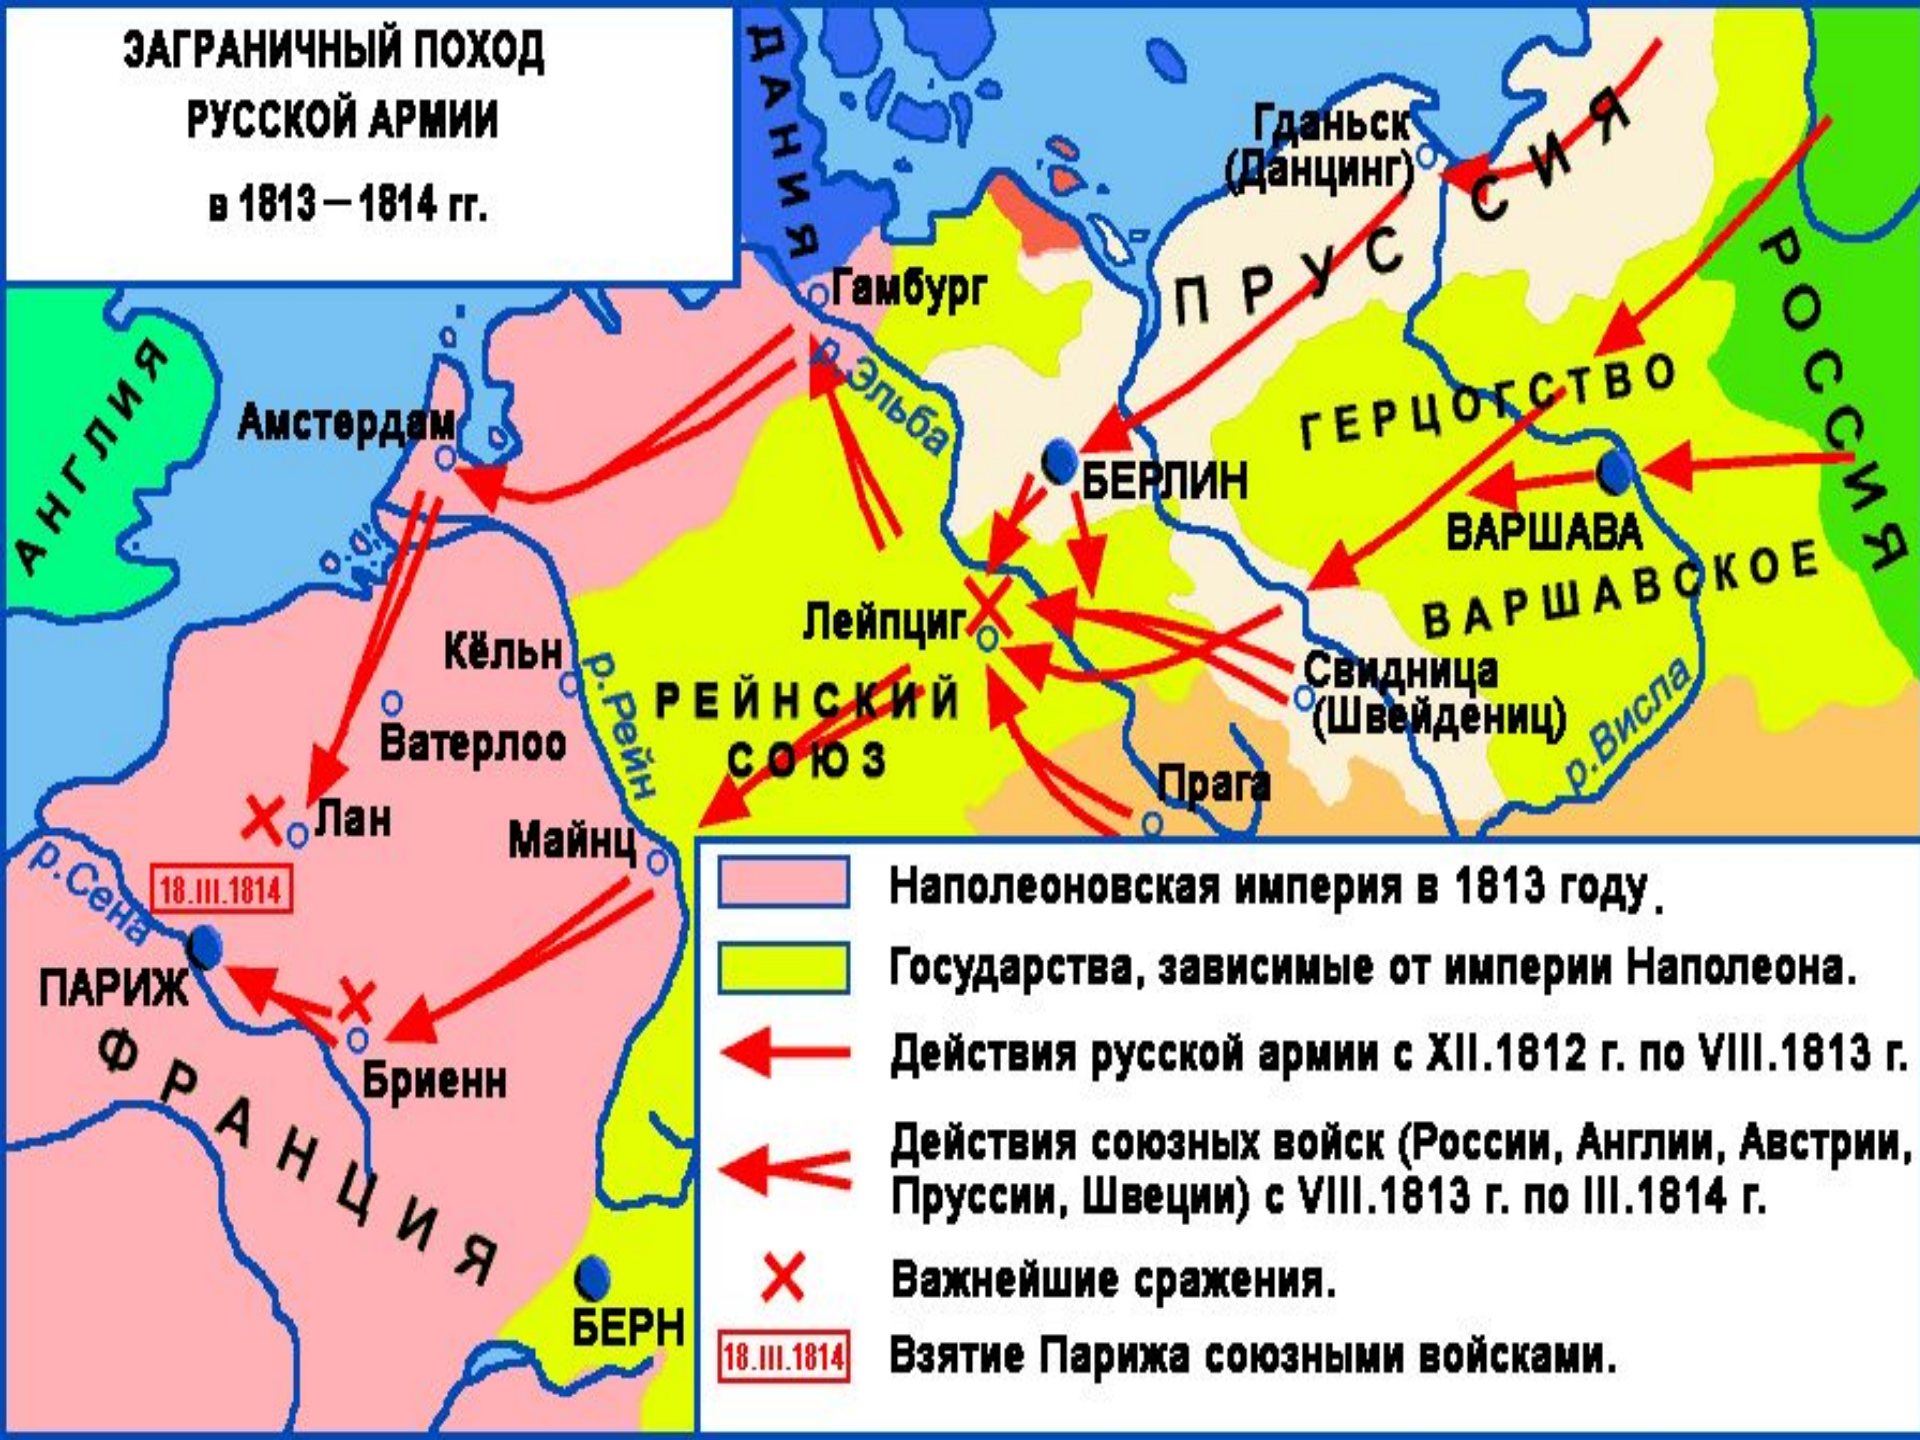 ЗАГРАНИЧНЫЙ ПОХОД
РУССКОЙ АРМИИ
в 1813 – 1814 гг.
ДАНИЯ
Гданьск
(Данцинг)
ПРУССИЯ
РОССИЯ
Гамбург
р.Эльба
АНГЛИЯ
Амстердам
БЕРЛИН
ГЕРЦОГСТВО
ВАРШАВА
ВАРШАВСКОЕ
Лейпциг
Кёльн
р.Рейн
Ватерлоо
РЕЙНСКИЙ
СОЮЗ
Свидница
(Швейдениц)
р.Висла
Прага
Лан
Майнц
18.III.1814
р.Сена
ПАРИЖ
Бриенн
ФРАНЦИЯ
БЕРН
Наполеоновская империя в 1813 году.
Государства, зависимые от империи Наполеона.
Действия русской армии с XII.1812 г. по VIII.1813 г.
Действия союзных войск (России, Англии, Австрии,
Пруссии, Швеции) с VIII.1813 г. по III.1814 г.
Важнейшие сражения.
18.III.1814
Взятие Парижа союзными войсками.